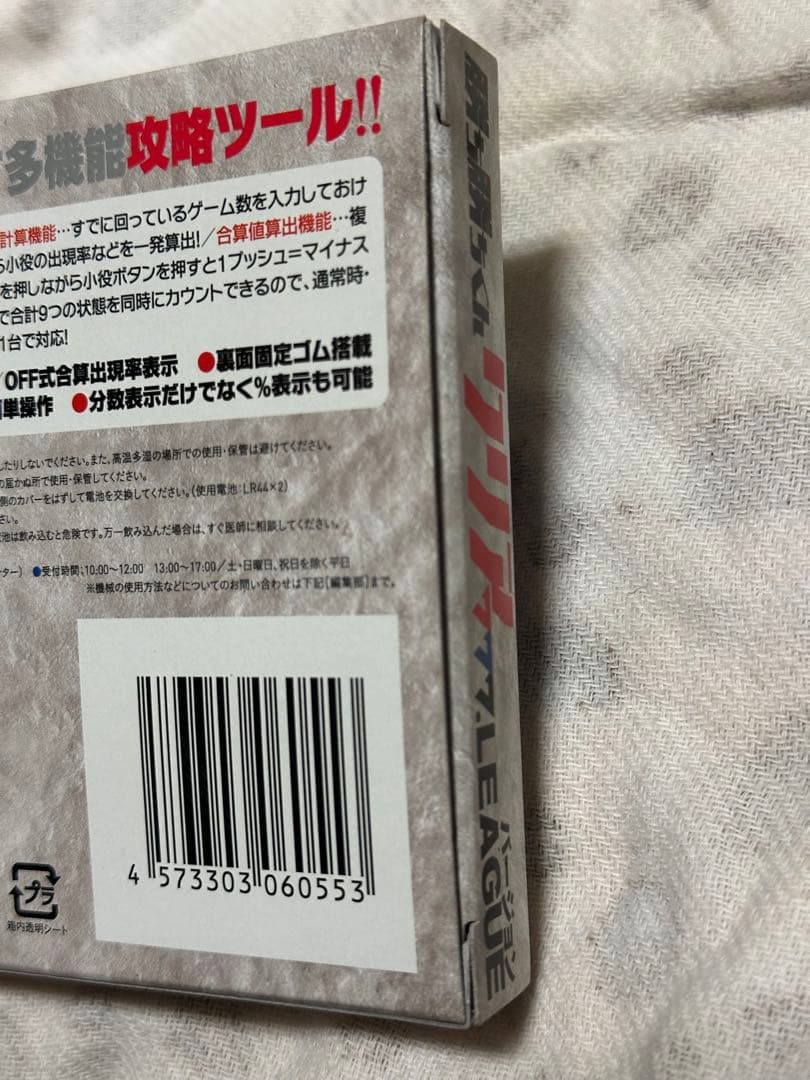 多機能攻略ツール!!
計算機能…すでに回っているゲーム数を入力しておけ
小役の出現率などを一発算出!／合算値算出機能…複
を押しながら小役ボタンを押すと1プッシュ=マイナス
で合計9つの状態を同時にカウントできるので、通常時・
1台で対応!
OFF式合算出現率表示 ●裏面固定ゴム搭載
単操作 ●分数表示だけでなく%表示も可能
したりしないでください。また、高温多湿の場所での使用・保管は避けてください。
の届かぬ所で使用・保管してください。
側のカバーをはずして電池を交換してください。(使用電池:LR44×2)
さい。
電池は飲み込むと危険です。万一飲み込んだ場合は、すぐ医師に相談してください。
ター) ●受付時間:10:00～12:00 13:00～17:00／土・日曜日、祝日を除く平日
※機械の使用方法などについてのお問い合わせは下記[編集部]まで。
4 573303 060553
プラ
箱内透明シート
勝ち勝ちくん
クリア
LEAGUE
バージョン